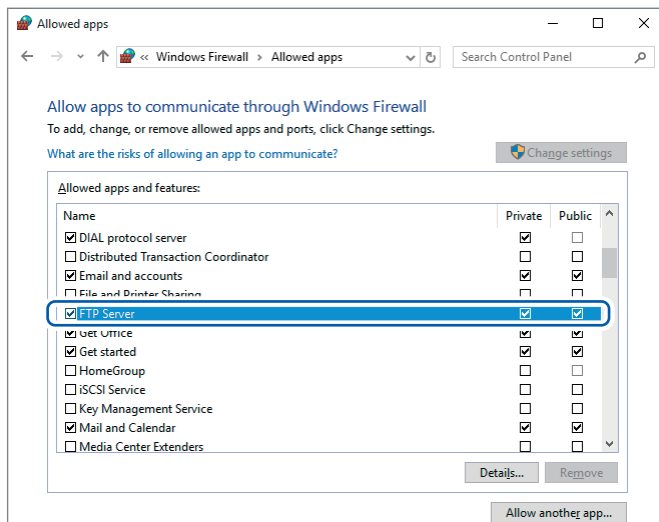 Allowed apps
« Windows Firewall > Allowed apps
Search Control Panel
Allow apps to communicate through Windows Firewall
To add, change, or remove allowed apps and ports, click Change settings.
What are the risks of allowing an app to communicate?
Change settings
Allowed apps and features:
Name Private Public
DIAL protocol server
Distributed Transaction Coordinator
Email and accounts
File and Printer Sharing
FTP Server
Get Office
Get started
HomeGroup
iSCSI Service
Key Management Service
Mail and Calendar
Media Center Extenders
Details... Remove
Allow another app...